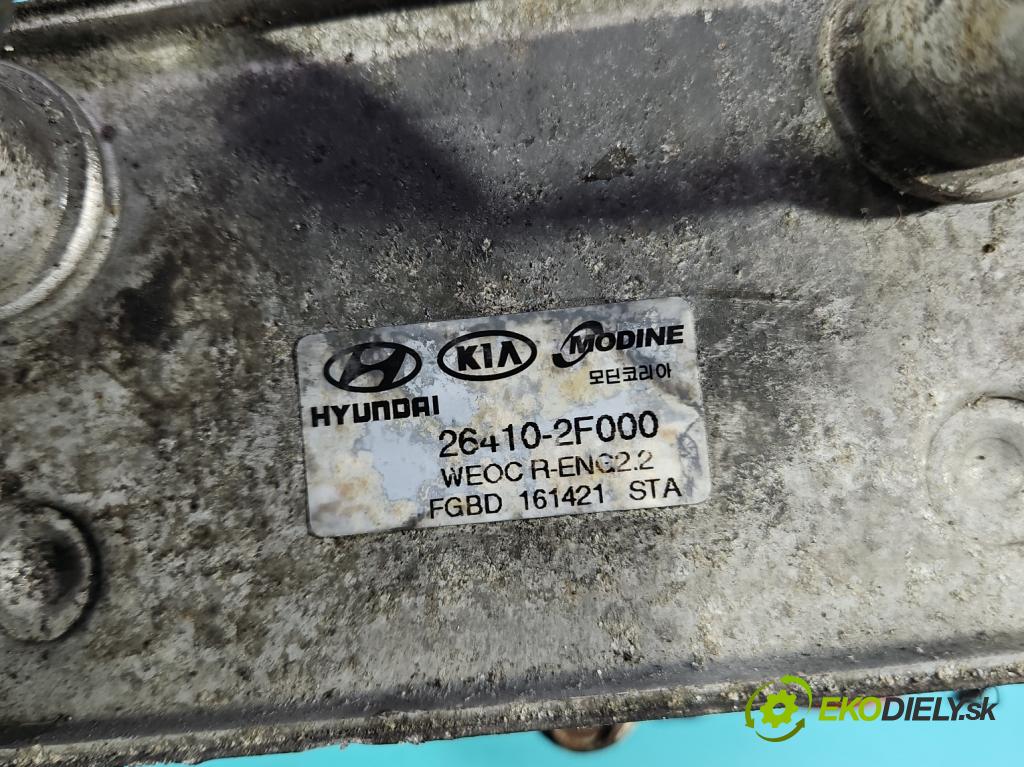 HYUNDAI KIA MODINE
모딘코리아
26410-2F000
WEOC R-ENG2.2
FGBD 161421 STA
EKODIELY.sk